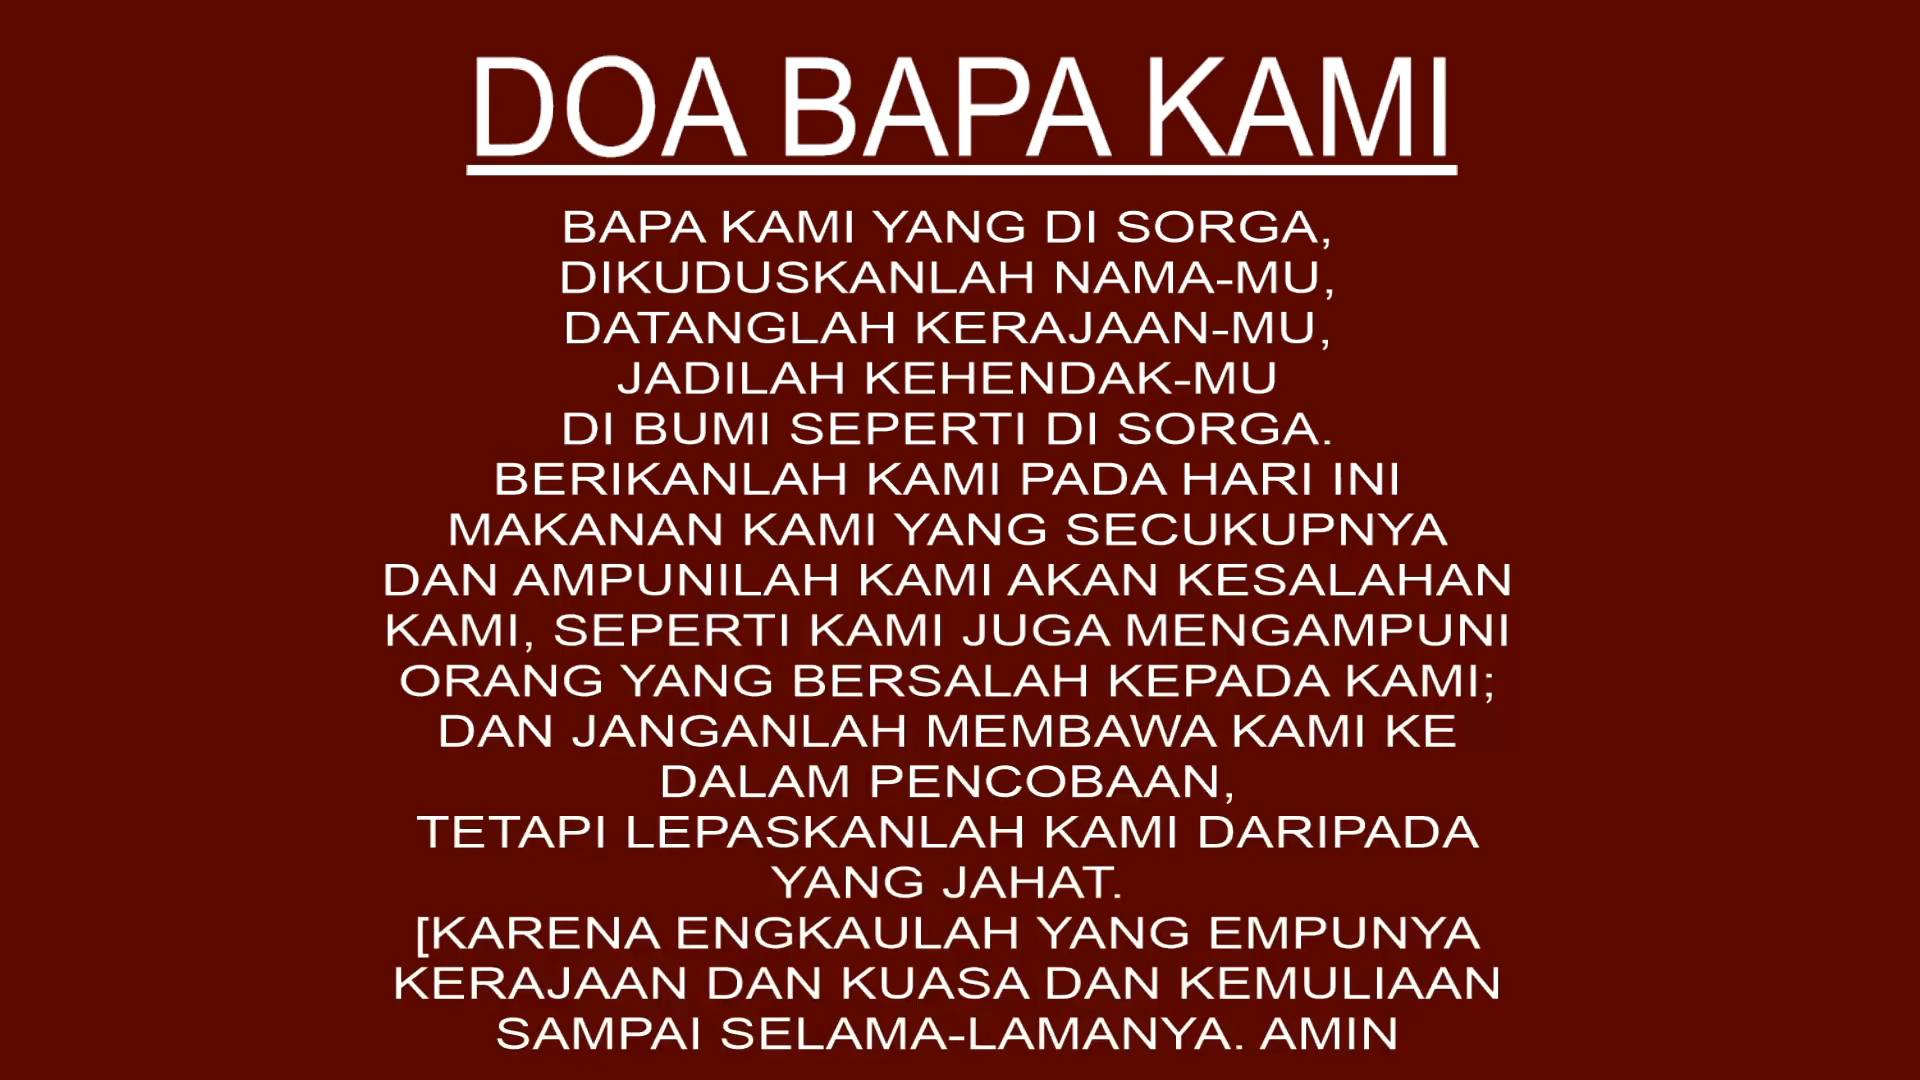 DOA BAPA KAMI
BAPA KAMI YANG DI SORGA,
DIKUDUSKANLAH NAMA-MU,
DATANGLAH KERAJAAN-MU,
JADILAH KEHENDAK-MU
DI BUMI SEPERTI DI SORGA.
BERIKANLAH KAMI PADA HARI INI
MAKANAN KAMI YANG SECUKUPNYA
DAN AMPUNILAH KAMI AKAN KESALAHAN
KAMI, SEPERTI KAMI JUGA MENGAMPUNI
ORANG YANG BERSALAH KEPADA KAMI;
DAN JANGANLAH MEMBAWA KAMI KE
DALAM PENCOBAAN,
TETAPI LEPASKANLAH KAMI DARIPADA
YANG JAHAT.
[KARENA ENGKAULAH YANG EMPUNYA
KERAJAAN DAN KUASA DAN KEMULIAAN
SAMPAI SELAMA-LAMANYA. AMIN